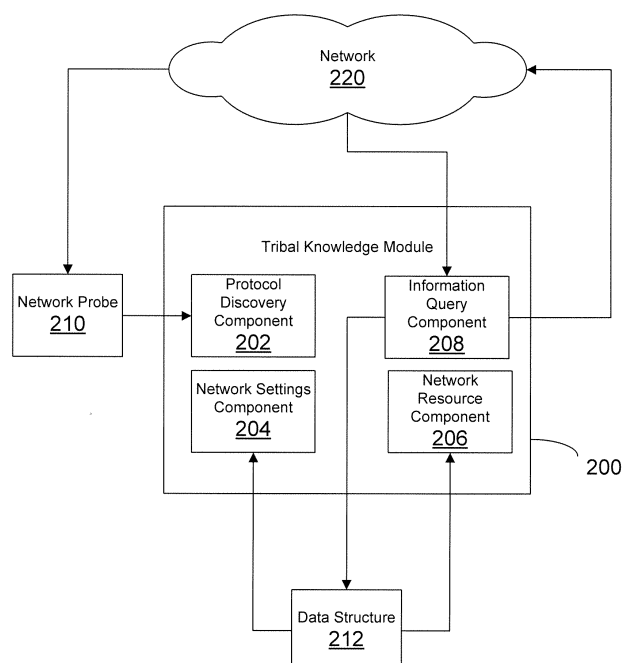 Network
220
Tribal Knowledge Module
Network Probe
210
Protocol
Discovery
Component
202
Information
Query
Component
208
Network Settings
Component
204
Network
Resource
Component
206
200
Data Structure
212